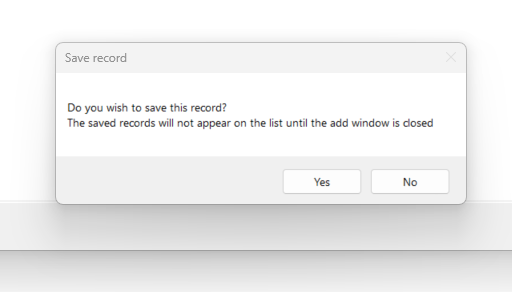 Save record
Do you wish to save this record?
The saved records will not appear on the list until the add window is closed
Yes No